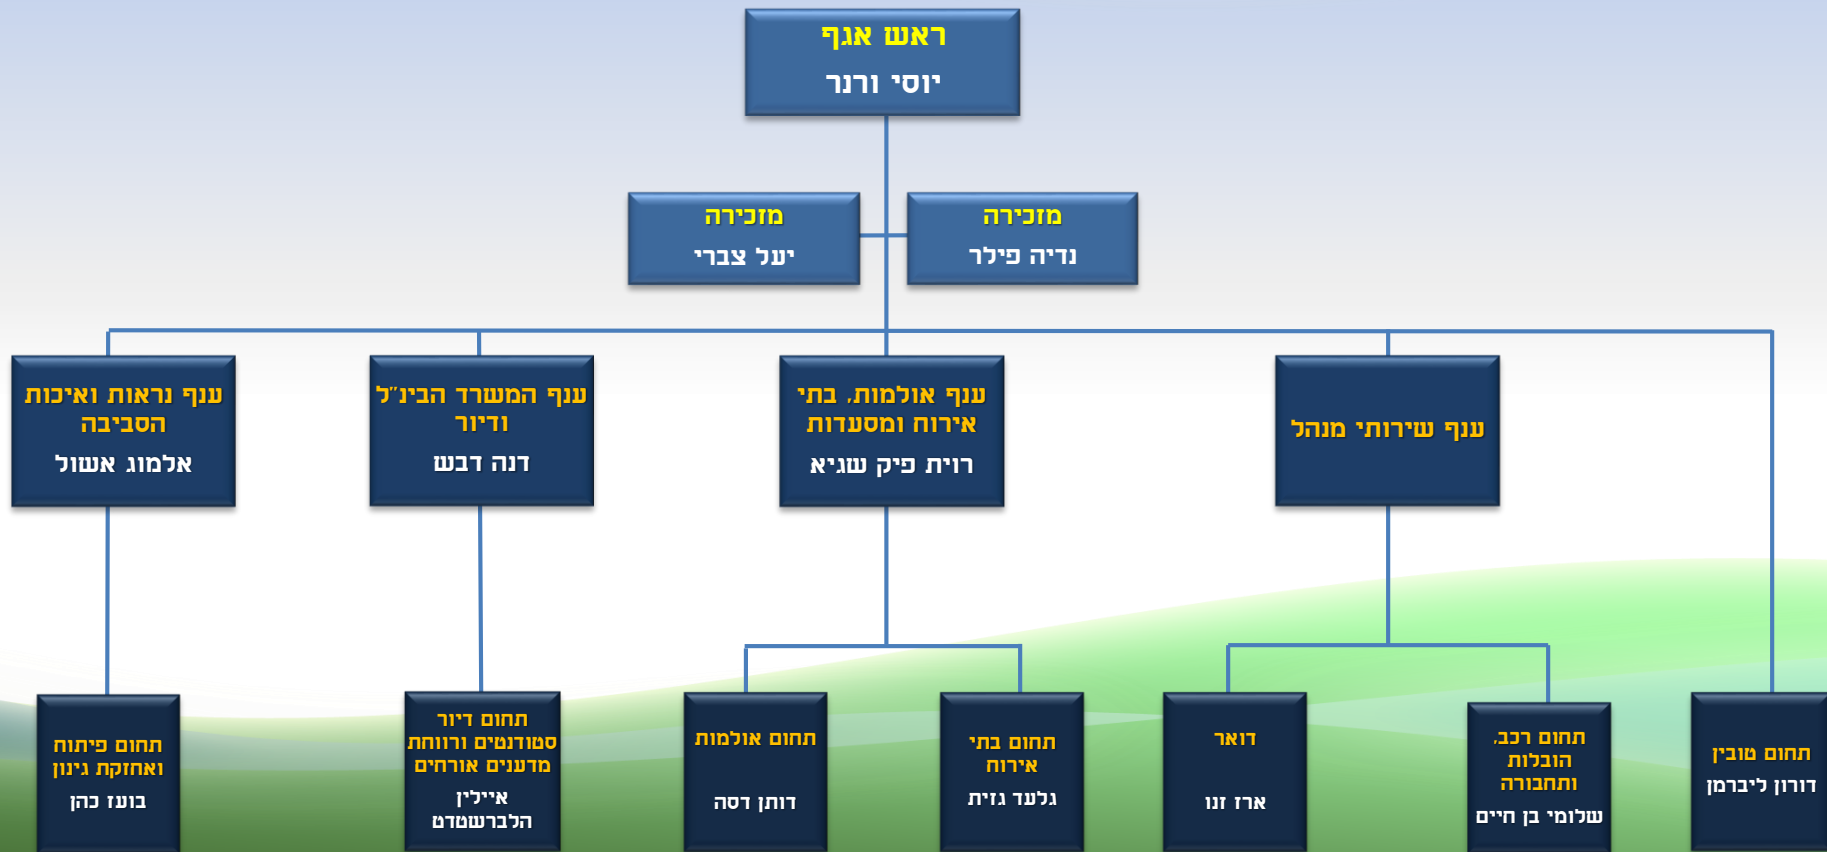 ראש אגף
יוסי ורנר
מזכירה
נדיה פילר
מזכירה
יעל צברי
ענף שירותי מנהל
ענף אולמות, בתי
אירוח ומסעדות
רוית פיק שגיא
ענף המשרד הבינ"ל
ודיור
דנה דבש
ענף נראות ואיכות
הסביבה
אלמוג אשול
תחום טובין
דורון ליברמן
תחום רכב,
הובלות
ותחבורה
שלומי בן חיים
דואר
ארז זנו
תחום בתי
אירוח
גלעד גזית
תחום אולמות
דותן דסה
תחום דיור
סטודנטים ורווחת
מדענים אורחים
איילין
הלברשטדט
תחום פיתוח
ואחזקת גינון
בועז כהן